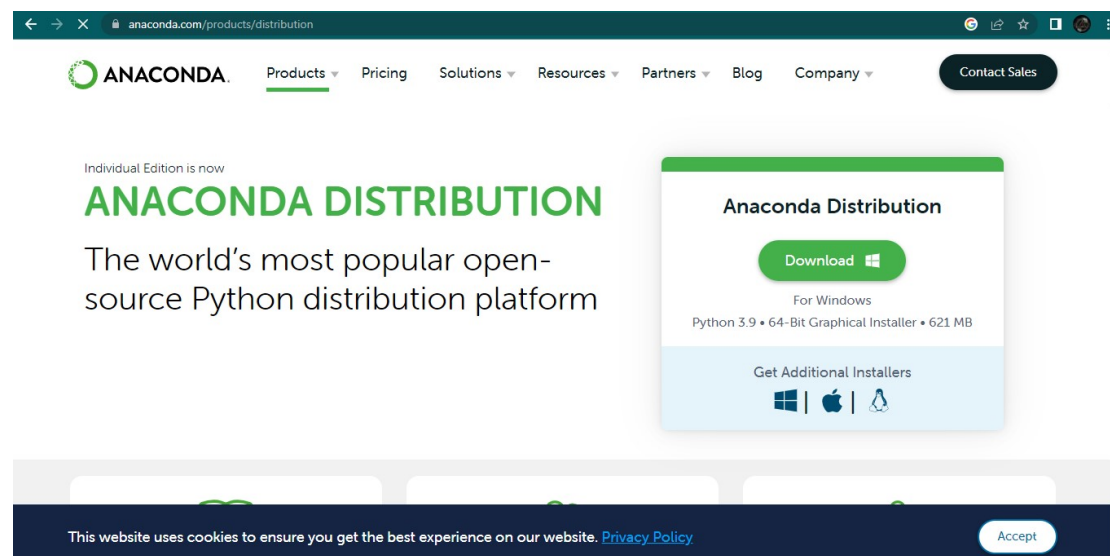 anaconda.com/products/distribution
ANACONDA.
Products
Pricing
Solutions
Resources
Partners
Blog
Company
Contact Sales
Individual Edition is now
ANACONDA DISTRIBUTION
The world's most popular open-
source Python distribution platform
Anaconda Distribution
Download
For Windows
Python 3.9 • 64-Bit Graphical Installer • 621 MB
Get Additional Installers
| |
This website uses cookies to ensure you get the best experience on our website. Privacy Policy
Accept